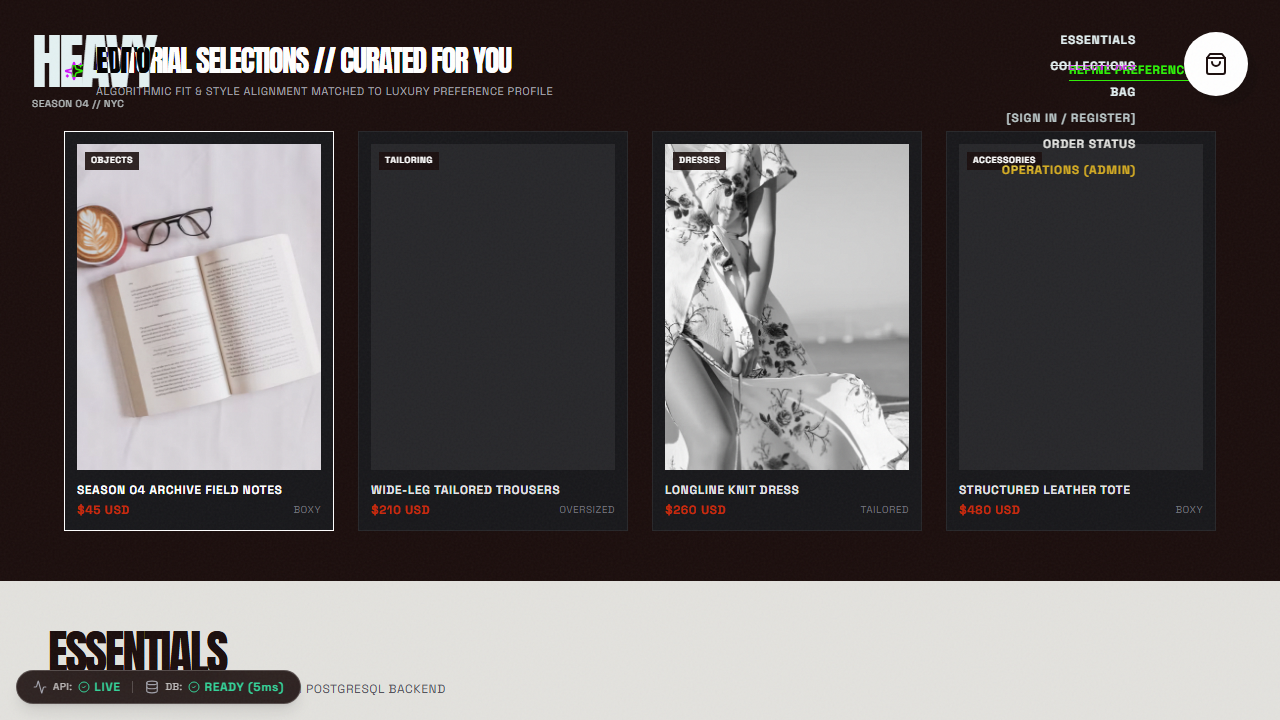 HEAVY
SEASON 04 // NYC
EDITORIAL SELECTIONS // CURATED FOR YOU
ALGORITHMIC FIT & STYLE ALIGNMENT MATCHED TO LUXURY PREFERENCE PROFILE
ESSENTIALS
COLLECTIONS
REFINE PREFERENC
BAG
[SIGN IN / REGISTER]
ORDER STATUS
OPERATIONS (ADMIN)
OBJECTS
SEASON 04 ARCHIVE FIELD NOTES
$45 USD
BOXY
TAILORING
WIDE-LEG TAILORED TROUSERS
$210 USD
OVERSIZED
DRESSES
LONGLINE KNIT DRESS
$260 USD
TAILORED
ACCESSORIES
STRUCTURED LEATHER TOTE
$480 USD
BOXY
ESSENTIALS
POSTGRESQL BACKEND
API: LIVE
DB: READY (5ms)